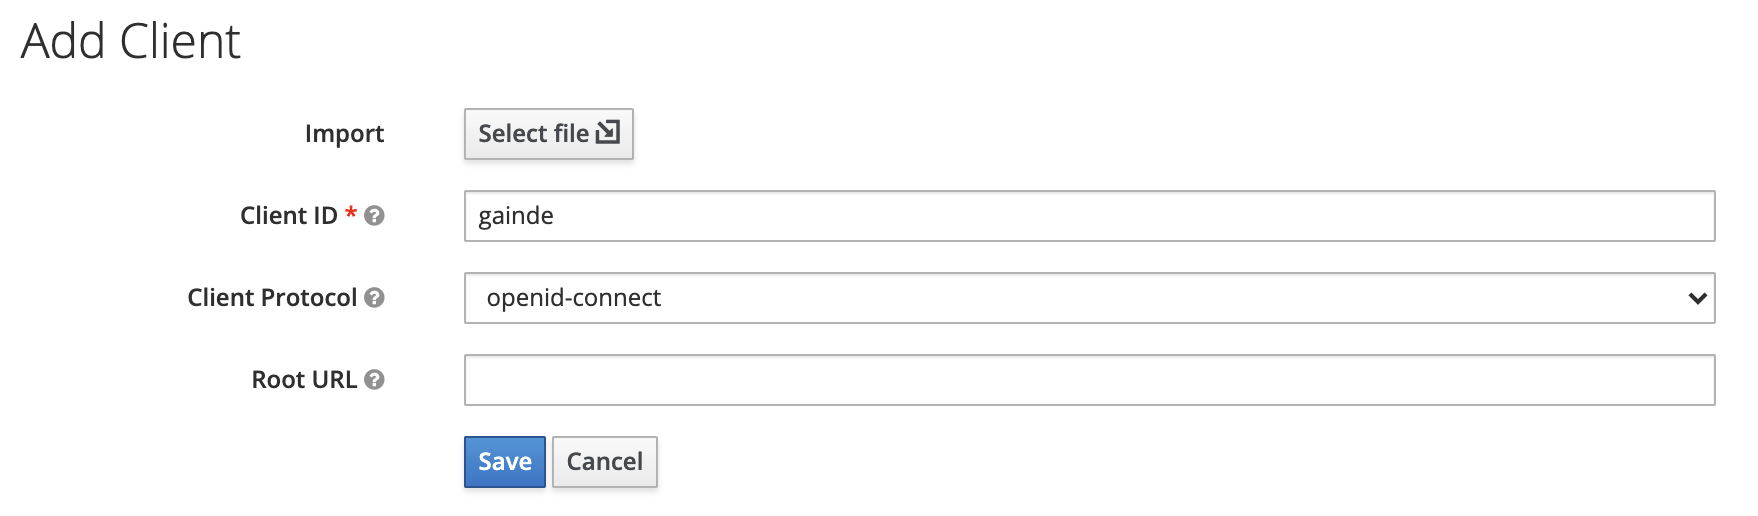 Add Client
Import Select file
Client ID * gainde
Client Protocol openid-connect
Root URL
Save Cancel